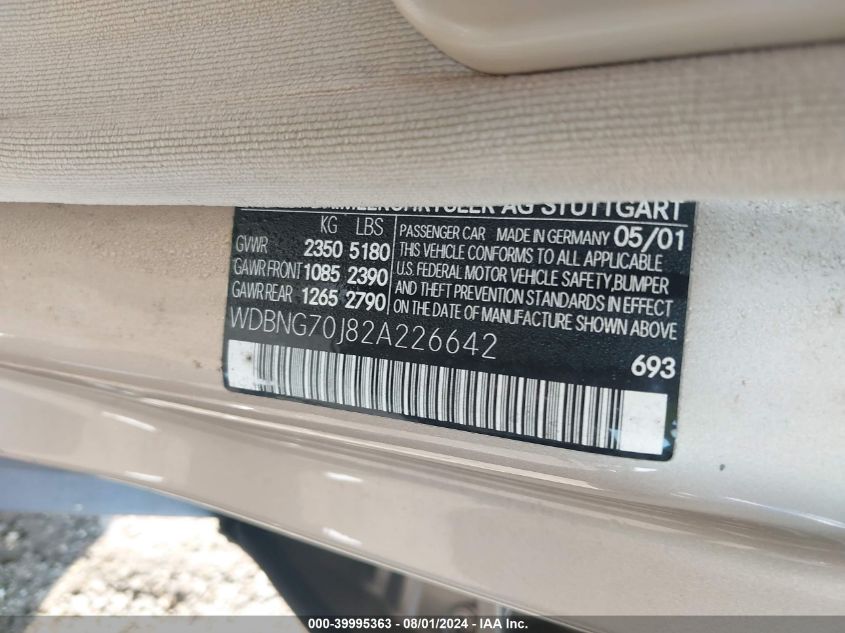 AG STUTTGART
KG LBS
GVWR 2350 5180
GAWR FRONT 1085 2390
GAWR REAR 1265 2790
PASSENGER CAR MADE IN GERMANY 05/01
THIS VEHICLE CONFORMS TO ALL APPLICABLE
U.S. FEDERAL MOTOR VEHICLE SAFETY,BUMPER
AND THEFT PREVENTION STANDARDS IN EFFECT
ON THE DATE OF MANUFACTURE SHOWN ABOVE
WDBNG70J82A226642
693
000-39995363 - 08/01/2024 - IAA Inc.